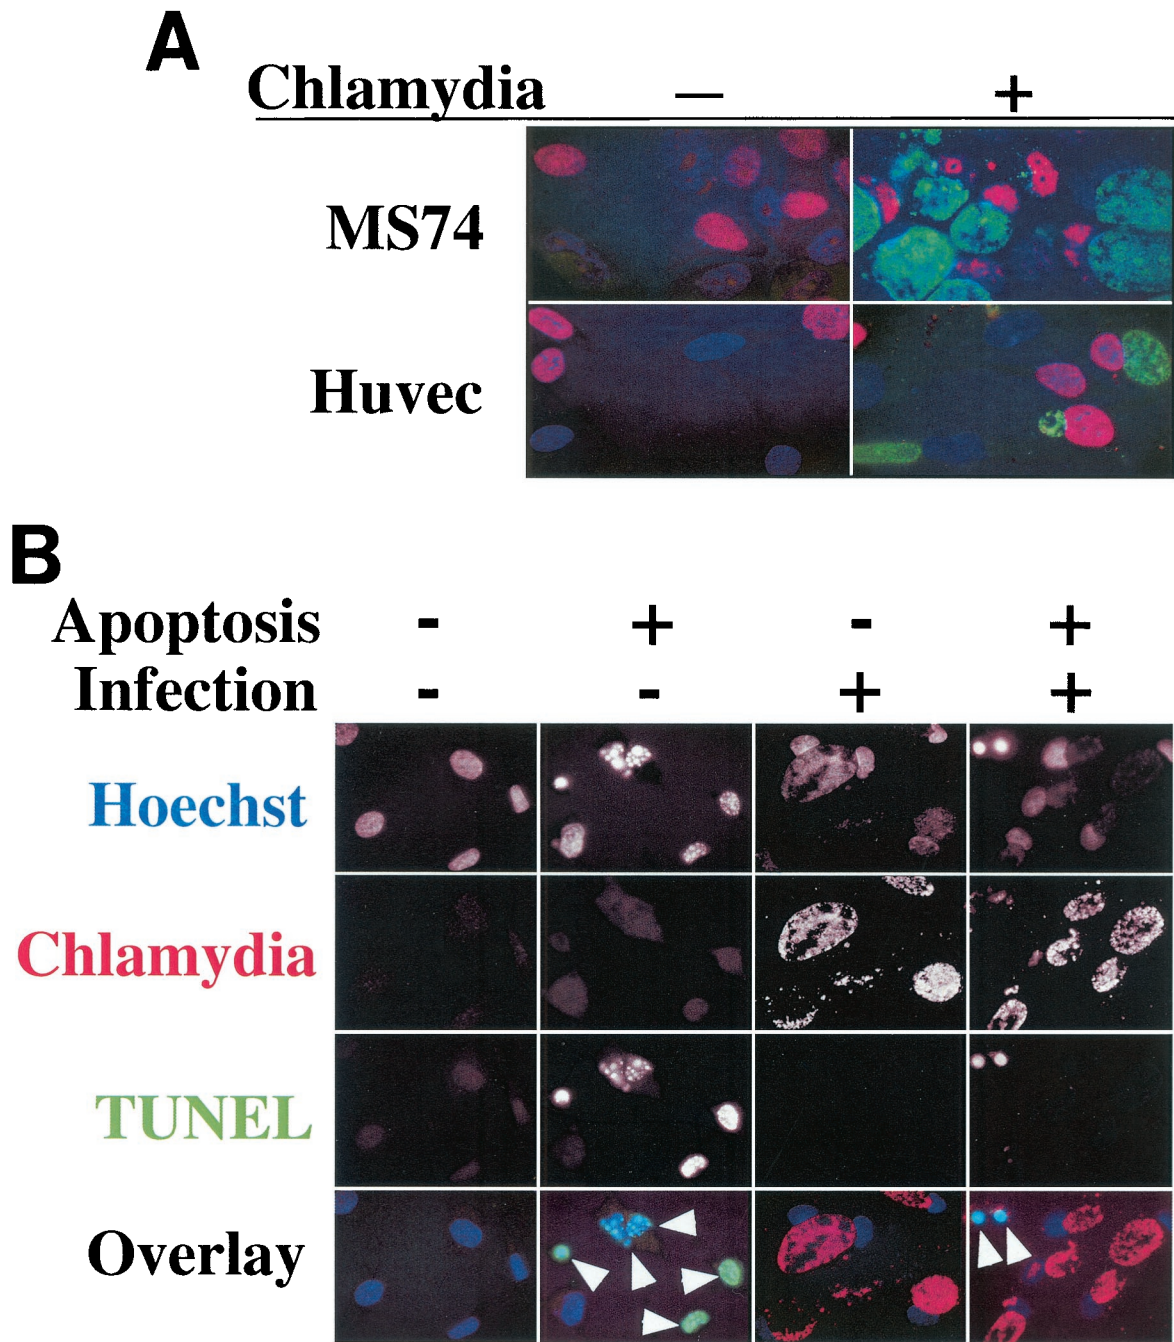 A
Chlamydia — +
MS74
Huvec
B
Apoptosis - + - +
Infection - - + +
Hoechst
Chlamydia
TUNEL
Overlay